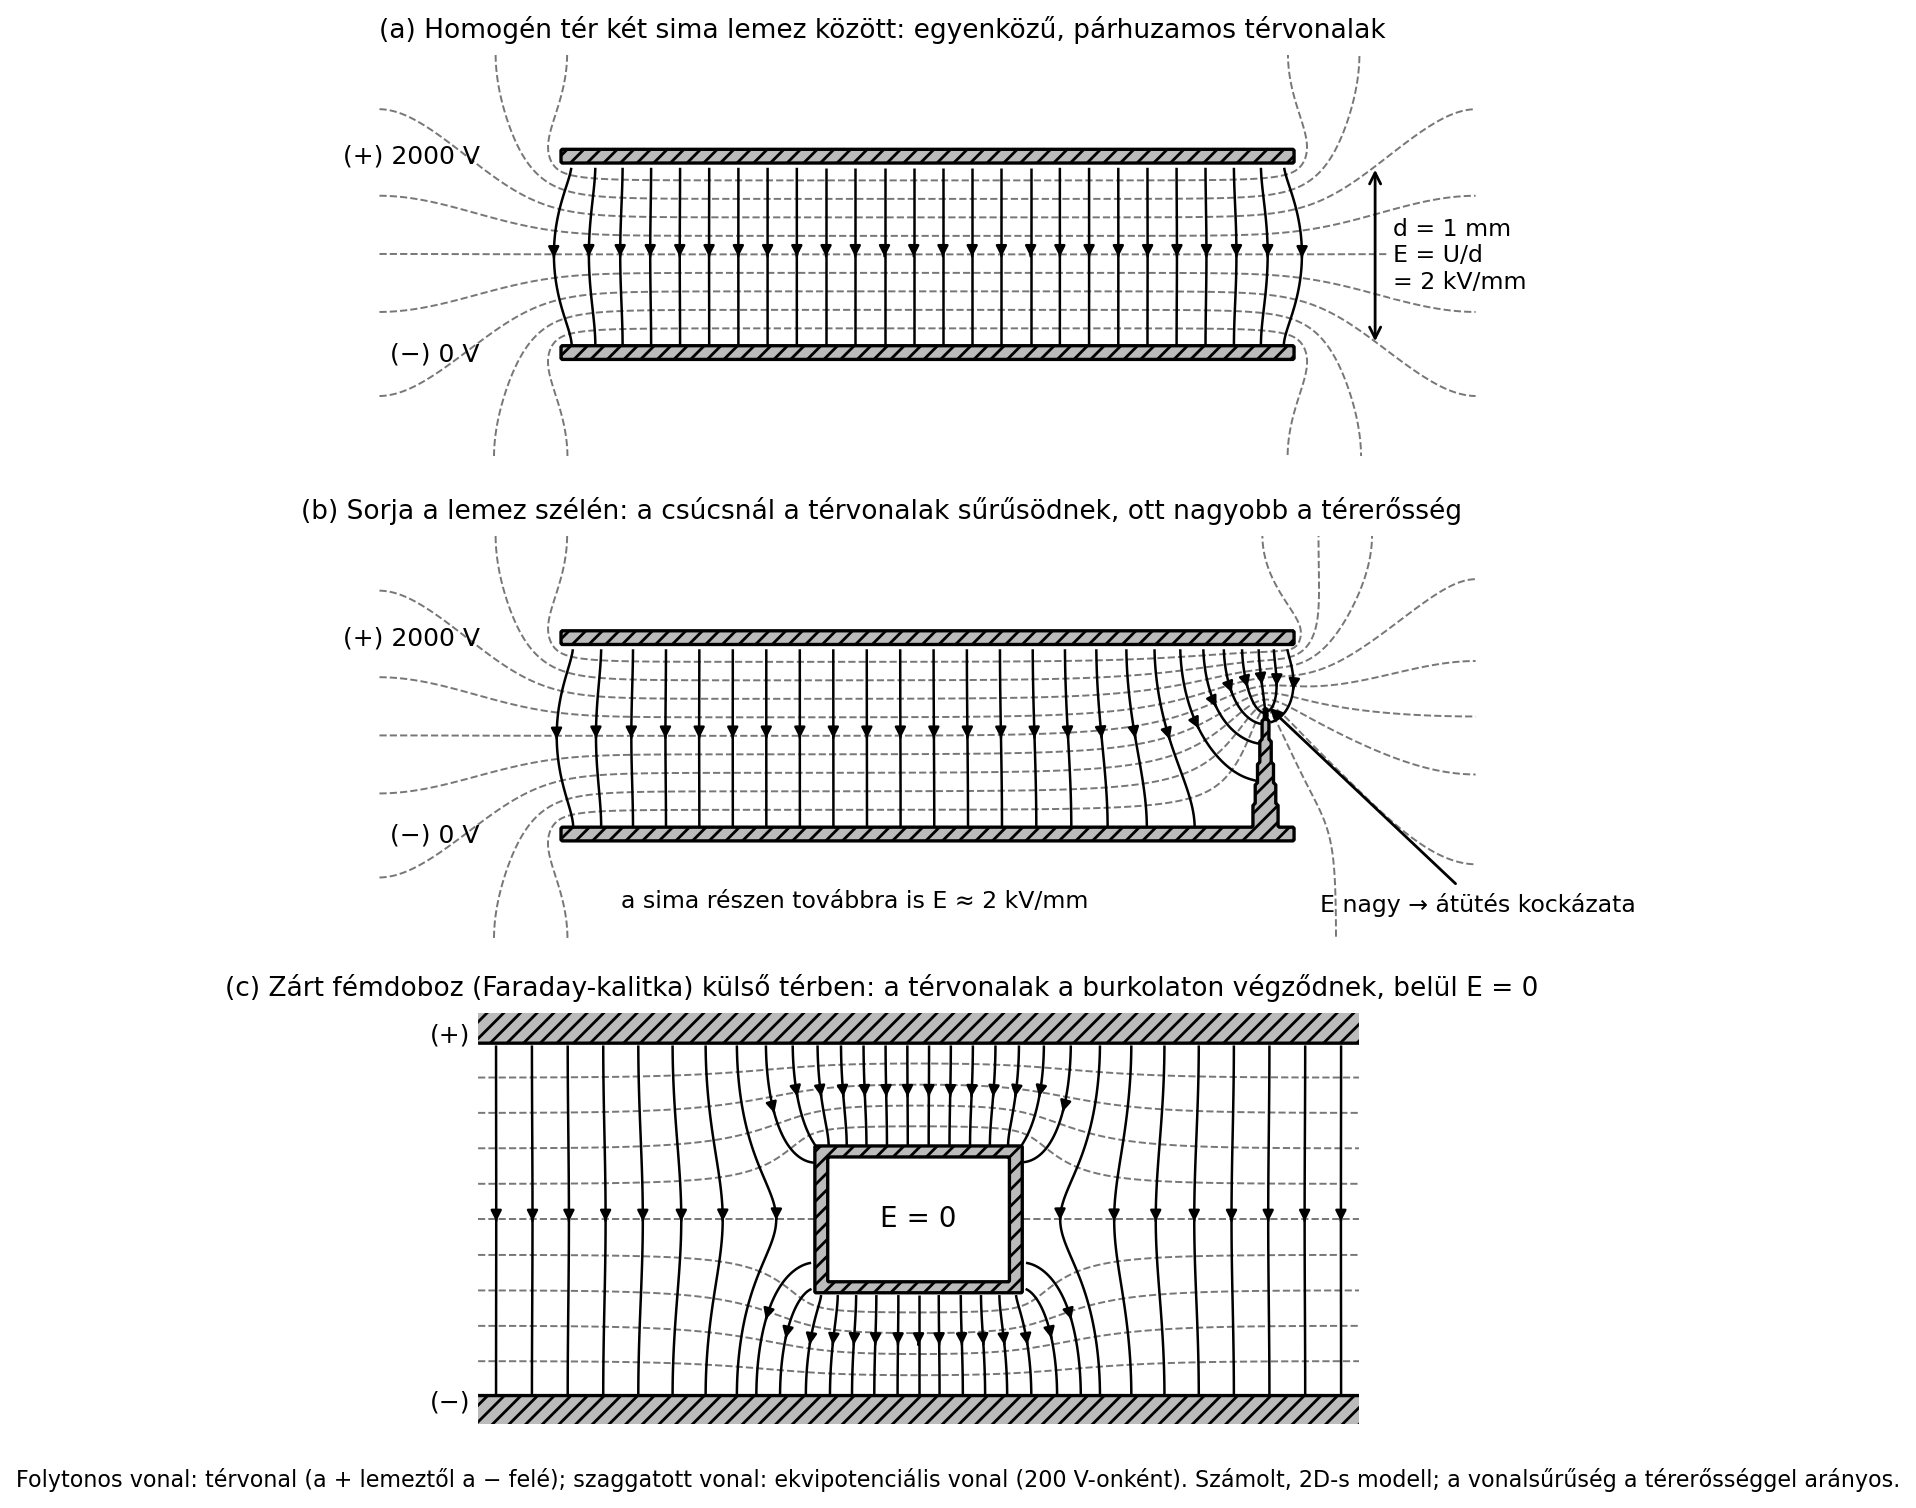 (a) Homogén tér két sima lemez között: egyenközű, párhuzamos térvonalak
(+) 2000 V
d = 1 mm
E = U/d
= 2 kV/mm
(−) 0 V
(b) Sorja a lemez szélén: a csúcsnál a térvonalak sűrűsödnek, ott nagyobb a térerősség
(+) 2000 V
(−) 0 V
a sima részen továbbra is E ≈ 2 kV/mm
E nagy → átütés kockázata
(c) Zárt fémdoboz (Faraday-kalitka) külső térben: a térvonalak a burkolaton végződnek, belül E = 0
(+)
E = 0
(−)
Folytonos vonal: térvonal (a + lemeztől a − felé); szaggatott vonal: ekvipotenciális vonal (200 V-onként). Számolt, 2D-s modell; a vonalsűrűség a térerősséggel arányos.